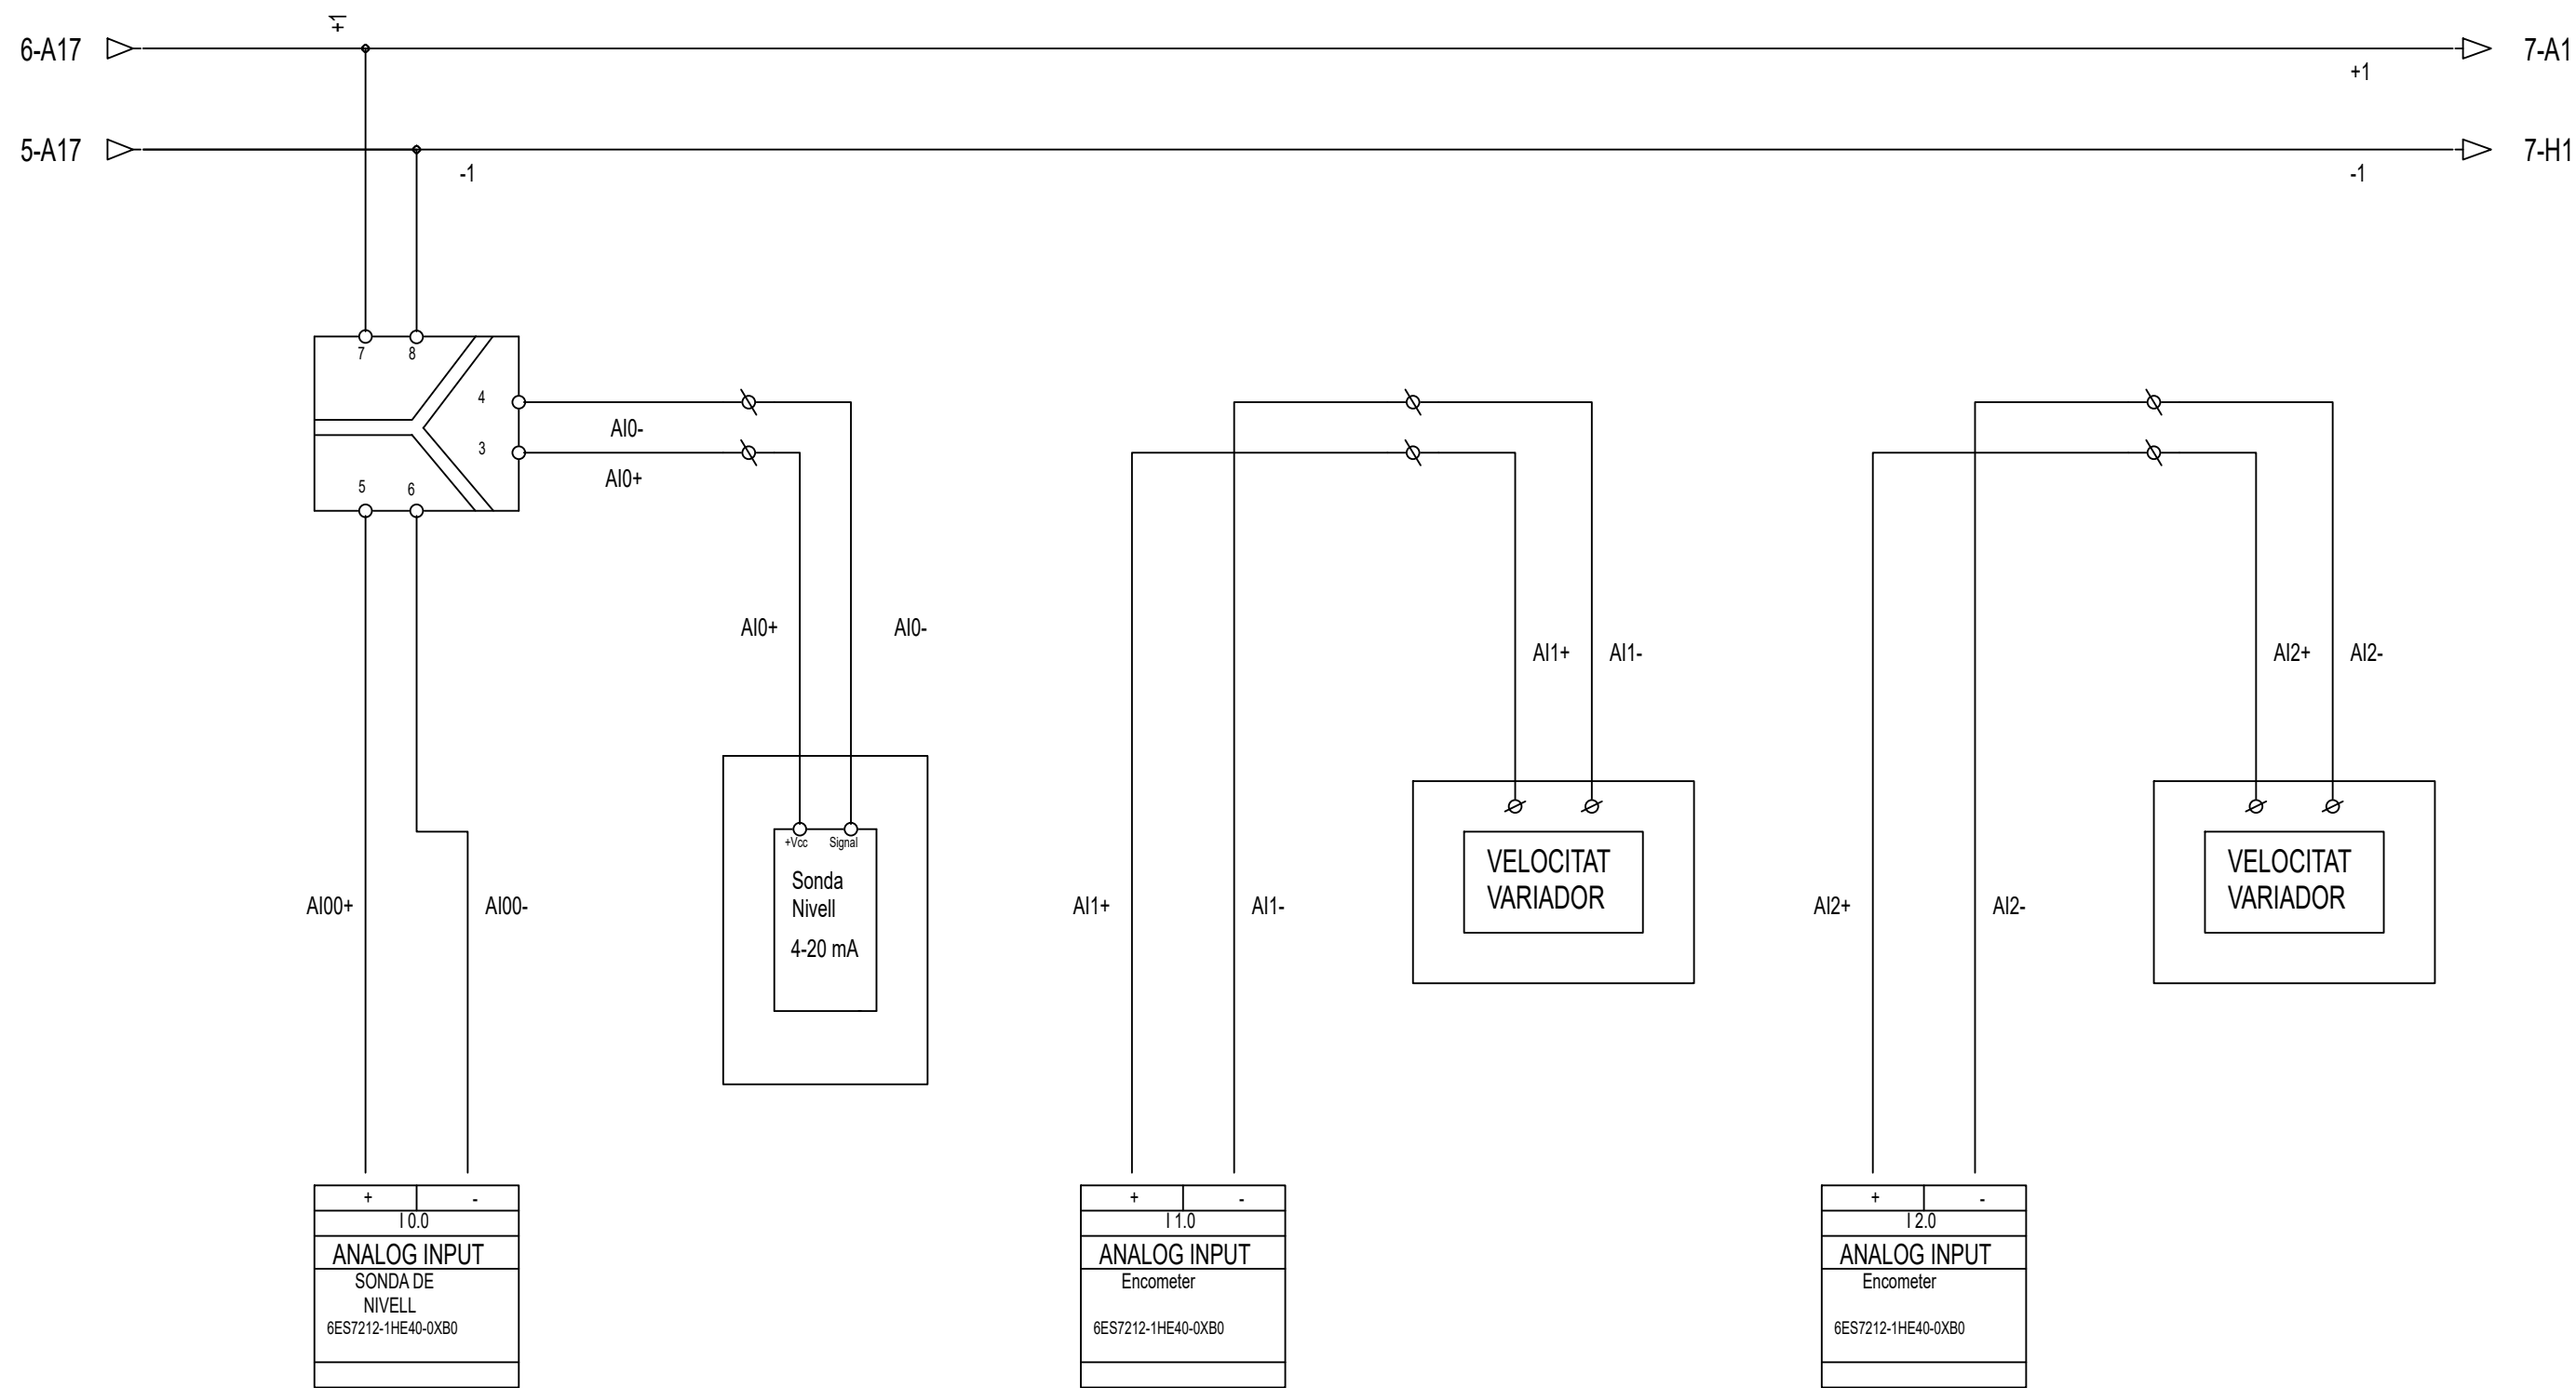 +1
6-A17
7-A1
+1
5-A17
7-H1
-1
-1
7
8
4
AI0-
3
AI0+
5
6
AI0+
AI0-
AI1+
AI1-
AI2+
AI2-
+Vcc
Signal
Sonda
Nivell
4-20 mA
VELOCITAT
VARIADOR
VELOCITAT
VARIADOR
AI00+
AI00-
AI1+
AI1-
AI2+
AI2-
+
-
I 0.0
ANALOG INPUT
SONDA DE
NIVELL
6ES7212-1HE40-0XB0
+
-
I 1.0
ANALOG INPUT
Encometer
6ES7212-1HE40-0XB0
+
-
I 2.0
ANALOG INPUT
Encometer
6ES7212-1HE40-0XB0